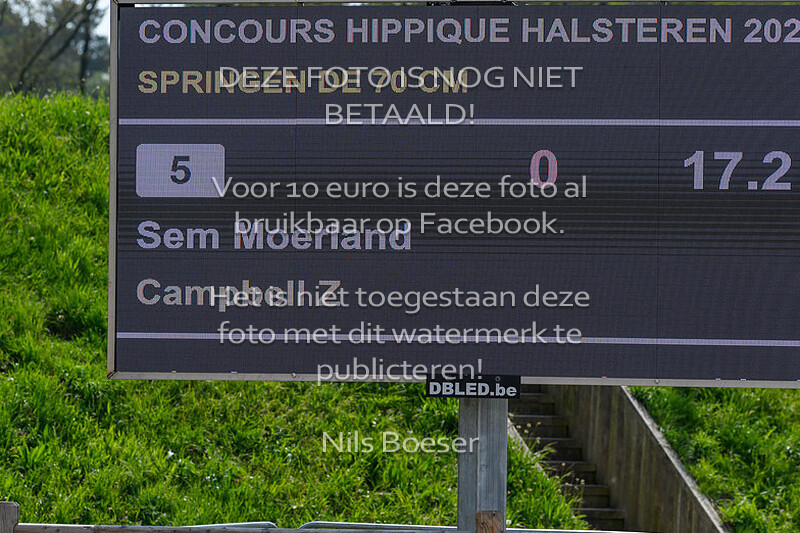 CONCOURS HIPPIQUE HALSTEREN 202
SPRINGEN DE 70 CM
DEZE FOTO IS NOG NIET
BETAALD!
5 0 17.2
Voor 10 euro is deze foto al
bruikbaar op Facebook.
Sem Moerland
Campbell Z
Het is niet toegestaan deze
foto met dit watermerk te
publiceren!
DBLED.be
Nils Boeser